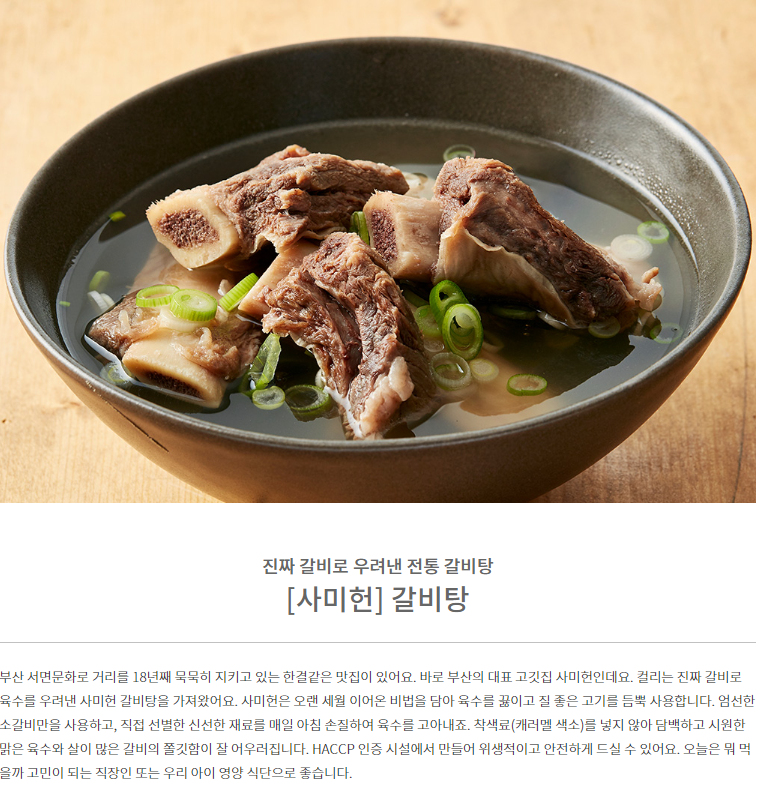 진짜 갈비로 우려낸 전통 갈비탕
[사미헌] 갈비탕
부산 서면문화로 거리를 18년째 묵묵히 지키고 있는 한결같은 맛집이 있어요. 바로 부산의 대표 고깃집 사미헌인데요. 컬리는 진짜 갈비로
육수를 우려낸 사미헌 갈비탕을 가져왔어요. 사미헌은 오랜 세월 이어온 비법을 담아 육수를 끓이고 질 좋은 고기를 듬뿍 사용합니다. 엄선한
소갈비만을 사용하고, 직접 선별한 신선한 재료를 매일 아침 손질하여 육수를 고아내죠. 착색료(캐러멜 색소)를 넣지 않아 담백하고 시원한
맑은 육수와 살이 많은 갈비의 쫄깃함이 잘 어우러집니다. HACCP 인증 시설에서 만들어 위생적이고 안전하게 드실 수 있어요. 오늘은 뭐 먹
을까 고민이 되는 직장인 또는 우리 아이 영양 식단으로 좋습니다.